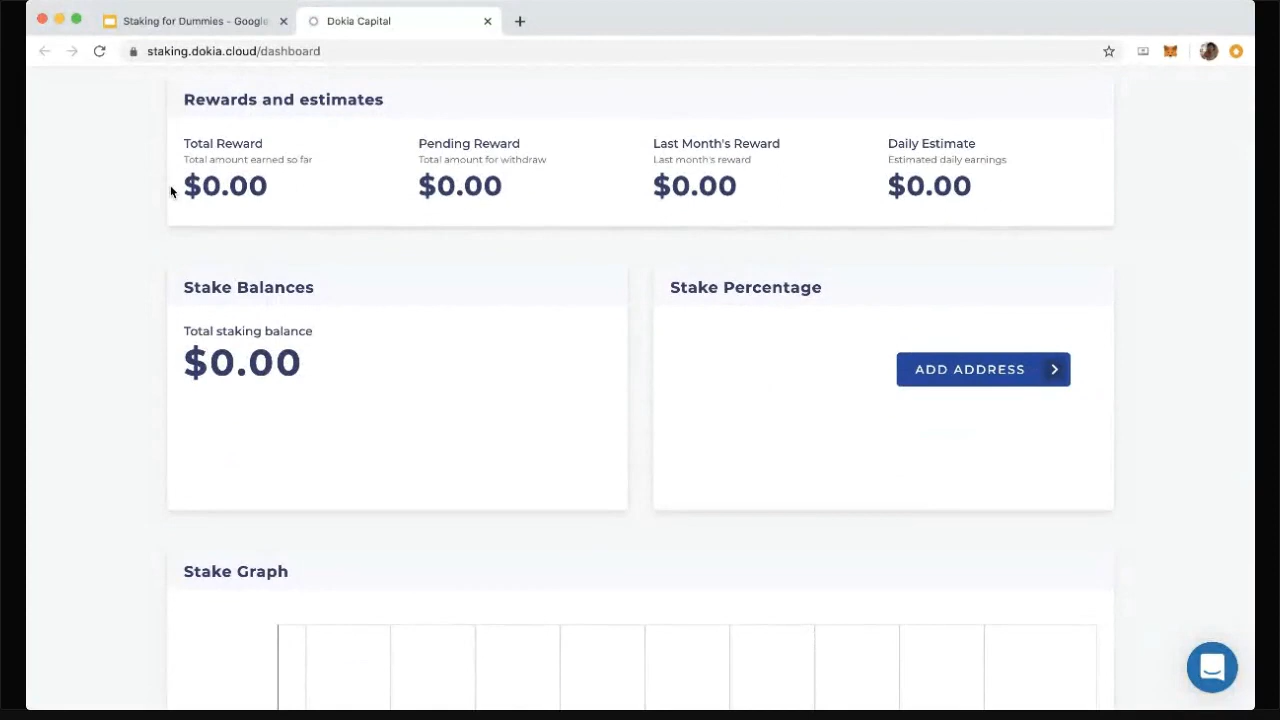 Staking for Dummies - Google
Dokia Capital
staking.dokia.cloud/dashboard
Rewards and estimates
Total Reward
Total amount earned so far
$0.00
Pending Reward
Total amount for withdraw
$0.00
Last Month's Reward
Last month's reward
$0.00
Daily Estimate
Estimated daily earnings
$0.00
Stake Balances
Total staking balance
$0.00
Stake Percentage
ADD ADDRESS
Stake Graph